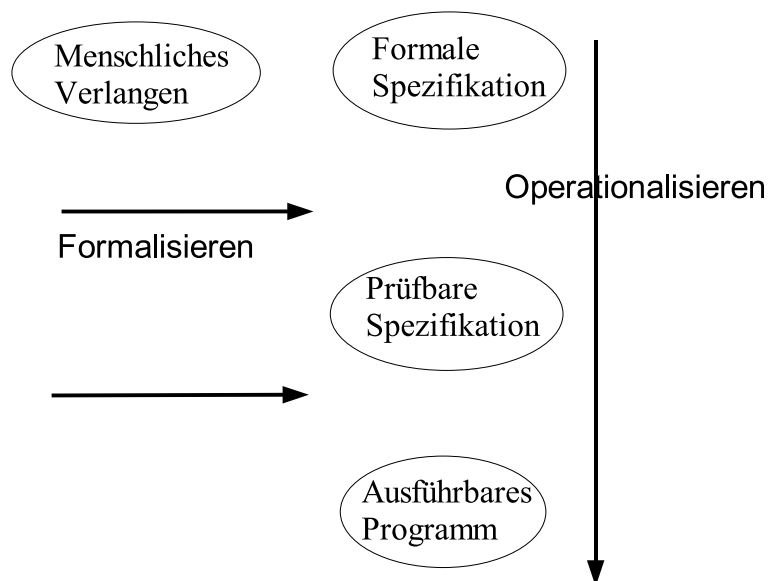 Menschliches
Verlangen
Formale
Spezifikation
Operationalisieren
Formalisieren
Prüfbare
Spezifikation
Ausführbares
Programm